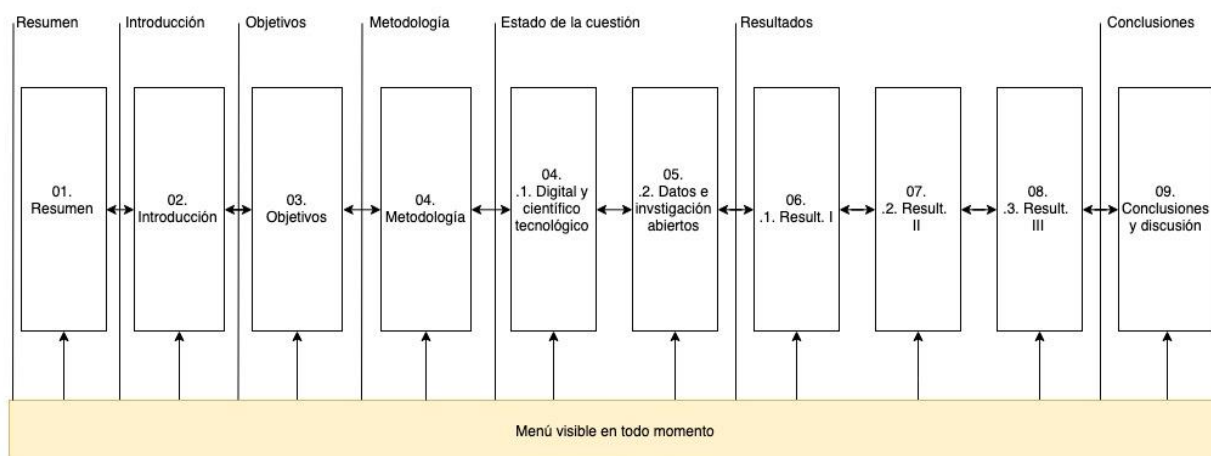 Resumen
Introducción
Objetivos
Metodología
Estado de la cuestión
Resultados
Conclusiones
01.
Resumen
02.
Introducción
03.
Objetivos
04.
Metodología
04.
.1. Digital y
científico
tecnológico
05.
.2. Datos e
invstigación
abiertos
06.
.1. Result. I
07.
.2. Result.
II
08.
.3. Result.
III
09.
Conclusiones
y discusión
Menú visible en todo momento